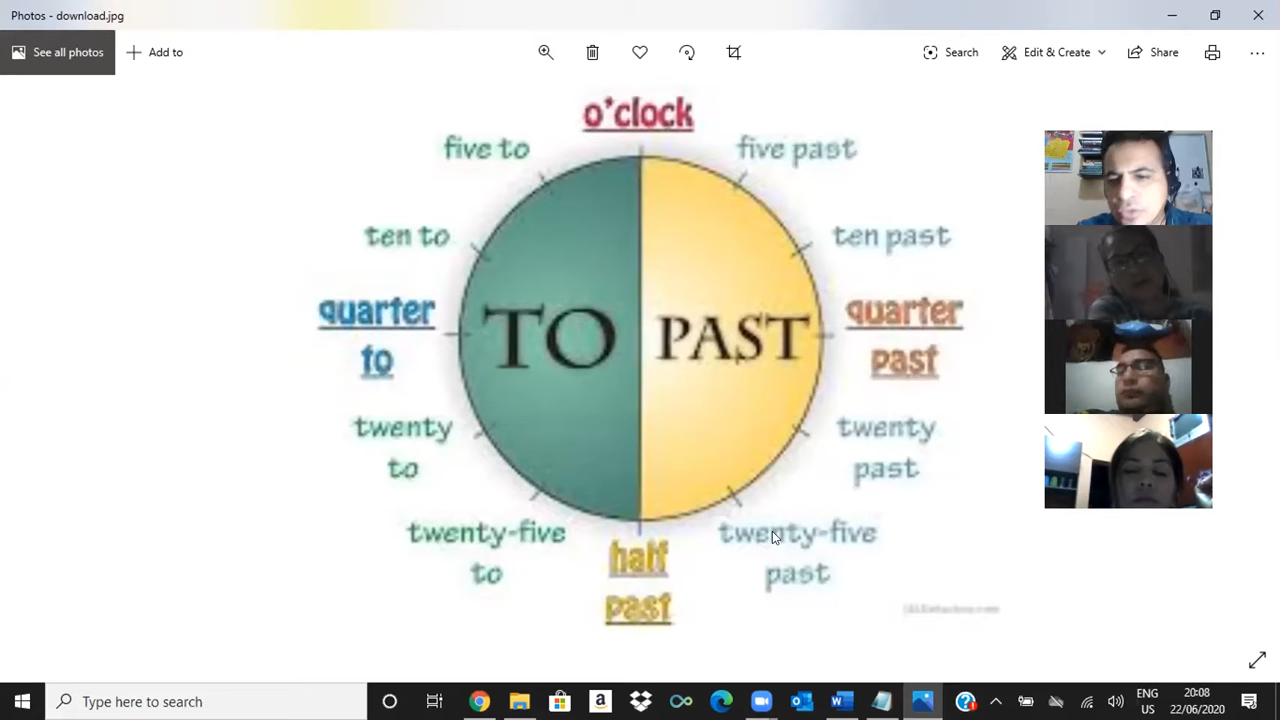 Photos - download.jpg
See all photos
Add to
Search
Edit & Create
Share
o'clock
five to
five past
ten to
ten past
quarter
to
TO
PAST
quarter
past
twenty
to
twenty
past
twenty-five
to
half
past
twenty-five
past
Type here to search
ENG
US
20:08
22/06/2020